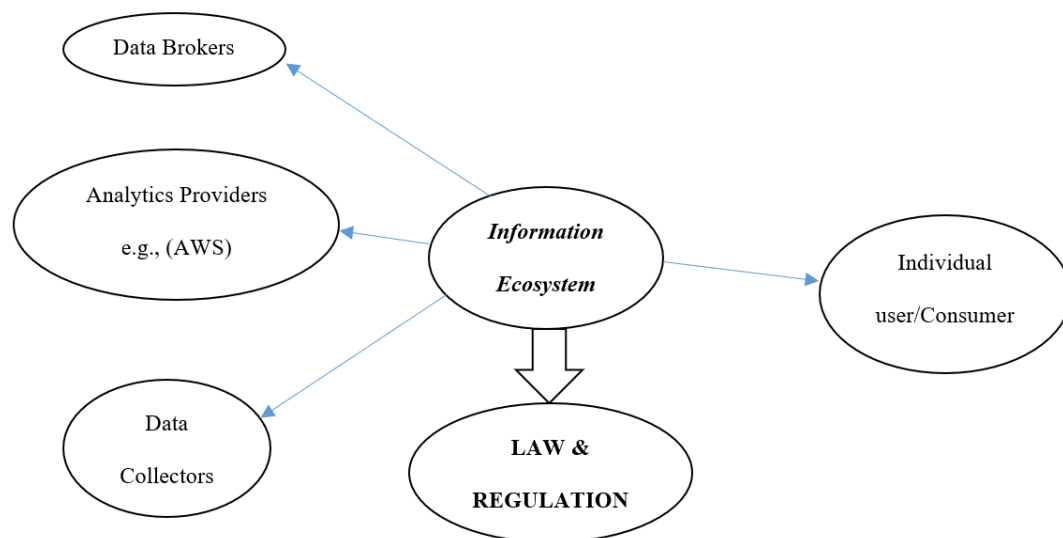 Data Brokers
Analytics Providers
e.g., (AWS)
Information
Ecosystem
Individual
user/Consumer
Data
Collectors
LAW &
REGULATION